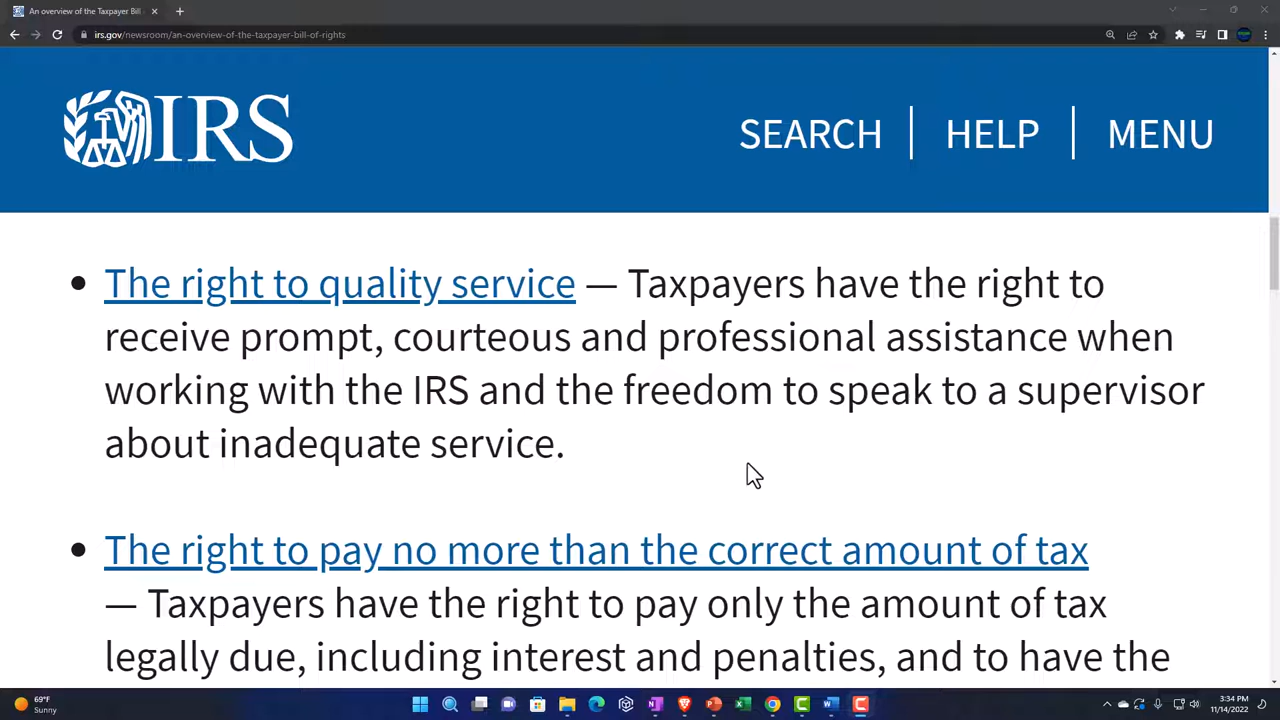 An overview of the Taxpayer Bill
irs.gov/newsroom/an-overview-of-the-taxpayer-bill-of-rights
IRS
SEARCH | HELP | MENU
• The right to quality service — Taxpayers have the right to
receive prompt, courteous and professional assistance when
working with the IRS and the freedom to speak to a supervisor
about inadequate service.
• The right to pay no more than the correct amount of tax
— Taxpayers have the right to pay only the amount of tax
legally due, including interest and penalties, and to have the
69°F
Sunny
3:34 PM
11/14/2022